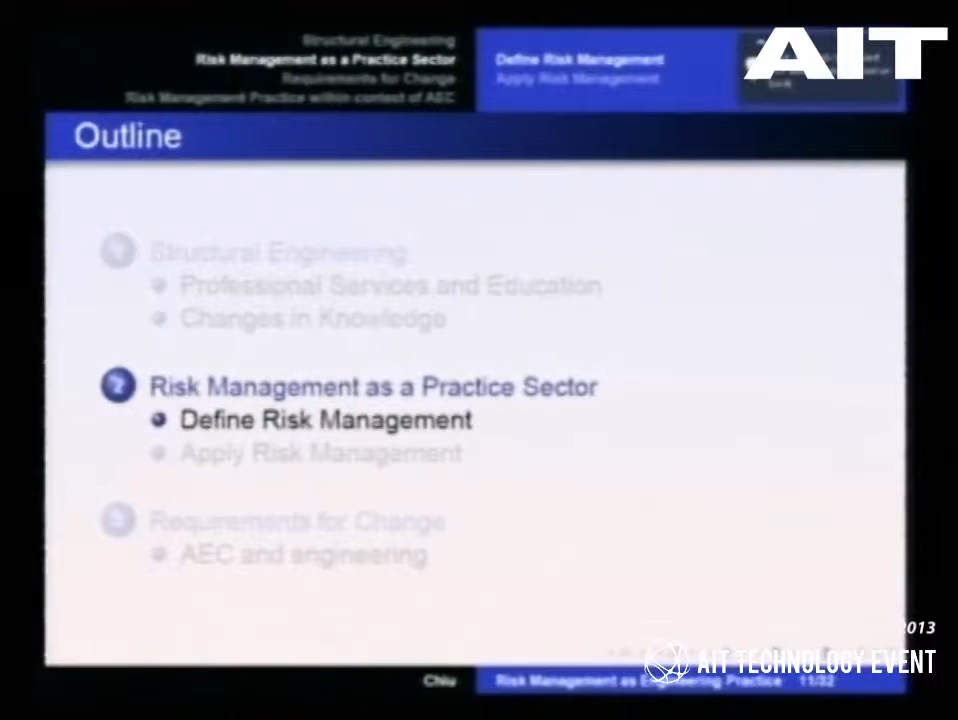 Structural Engineering
Risk Management as a Practice Sector
Requirements for Change
Risk Management Practice within context of AEC
Define Risk Management
Apply Risk Management
AIT
Outline
1 Structural Engineering
Professional Services and Education
Changes in Knowledge
2 Risk Management as a Practice Sector
Define Risk Management
Apply Risk Management
3 Requirements for Change
AEC and engineering
2013
AIT TECHNOLOGY EVENT
Chiu
Risk Management as Engineering Practice 11/32